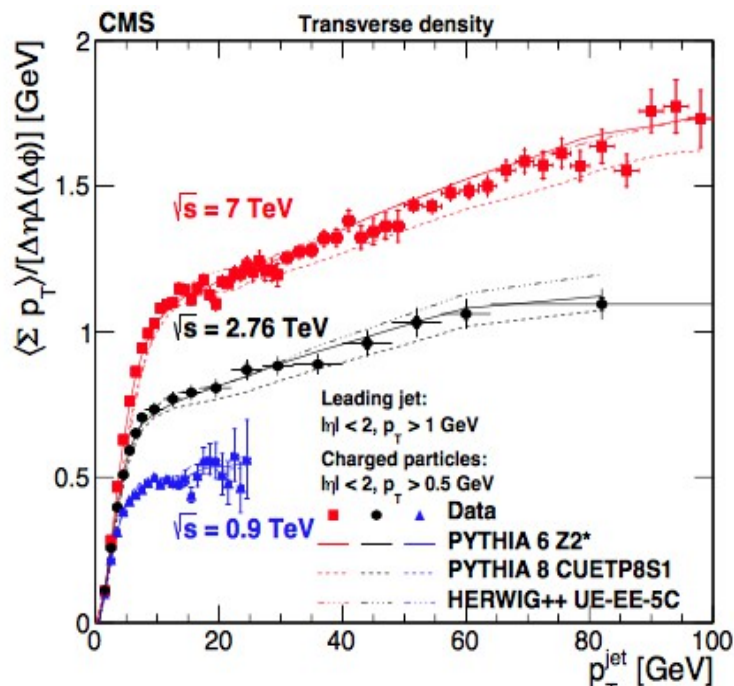 CMS Transverse density
⟨Σ p_T⟩/[ΔηΔ(Δϕ)] [GeV]
2
1.5
1
0.5
0
√s = 7 TeV
√s = 2.76 TeV
√s = 0.9 TeV
Leading jet:
|η| < 2, p_T > 1 GeV
Charged particles:
|η| < 2, p_T > 0.5 GeV
Data
PYTHIA 6 Z2*
PYTHIA 8 CUETP8S1
HERWIG++ UE-EE-5C
0 20 40 60 80 100
p_T^jet [GeV]